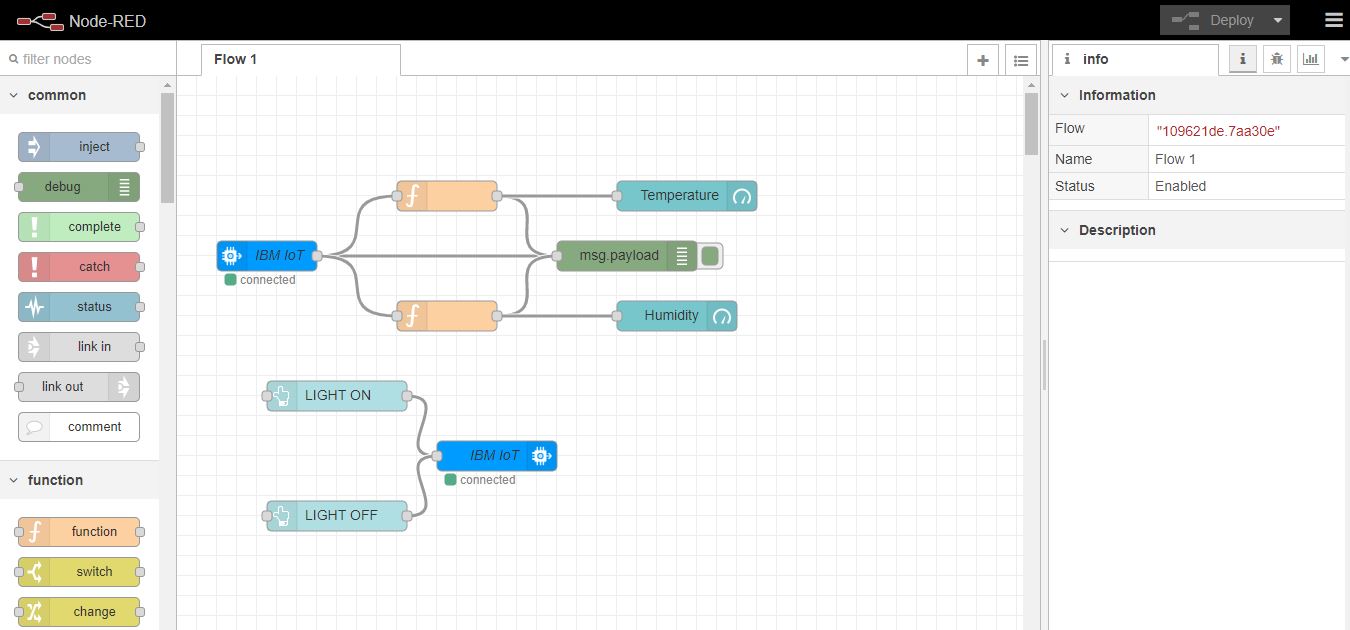 Node-RED
Deploy
filter nodes
Flow 1
info
common
inject
debug
complete
catch
status
link in
link out
comment
function
function
switch
change
Temperature
IBM IoT
connected
msg.payload
Humidity
LIGHT ON
IBM IoT
connected
LIGHT OFF
Information
Flow "109621de.7aa30e"
Name Flow 1
Status Enabled
Description